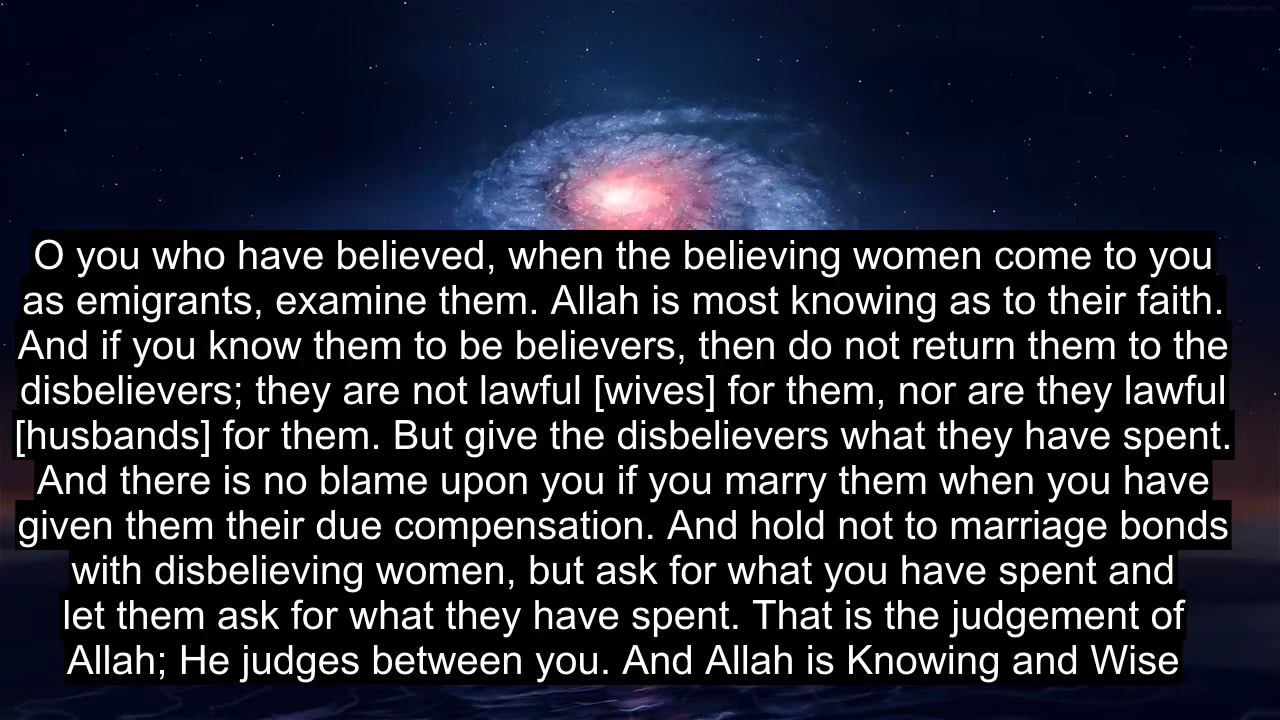 O you who have believed, when the believing women come to you
as emigrants, examine them. Allah is most knowing as to their faith.
And if you know them to be believers, then do not return them to the
disbelievers; they are not lawful [wives] for them, nor are they lawful
[husbands] for them. But give the disbelievers what they have spent.
And there is no blame upon you if you marry them when you have
given them their due compensation. And hold not to marriage bonds
with disbelieving women, but ask for what you have spent and
let them ask for what they have spent. That is the judgement of
Allah; He judges between you. And Allah is Knowing and Wise